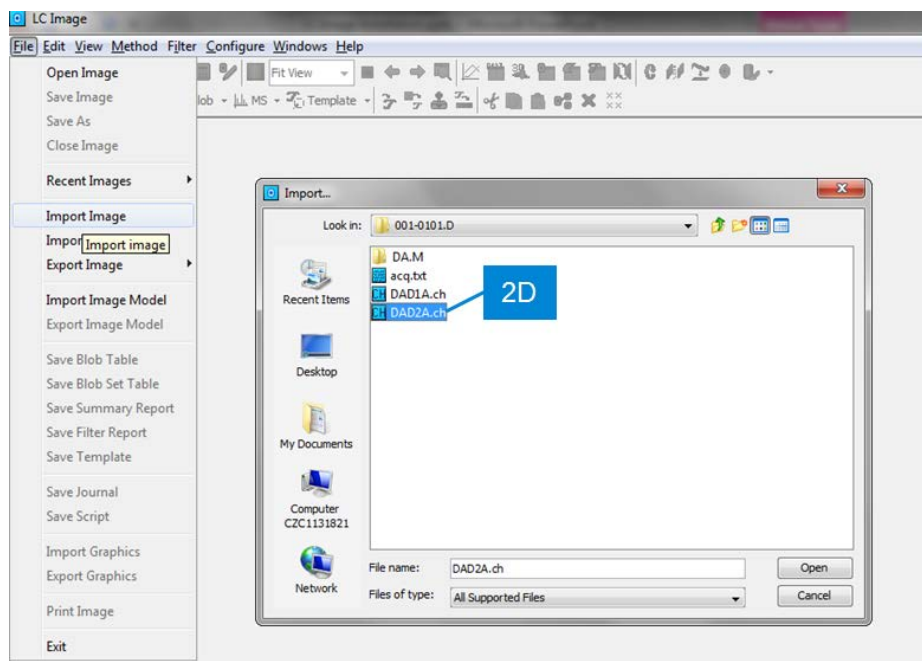 LC Image
File Edit View Method Filter Configure Windows Help
Fit View
lob MS Template
Open Image
Save Image
Save As
Close Image
Recent Images
Import Image
Impor
Import image
Export Image
Import Image Model
Export Image Model
Save Blob Table
Save Blob Set Table
Save Summary Report
Save Filter Report
Save Template
Save Journal
Save Script
Import Graphics
Export Graphics
Print Image
Exit
Import...
Look in: 001-0101.D
Recent Items
Desktop
My Documents
Computer
CZC1131821
Network
DA.M
acq.txt
CH DAD1A.ch
CH DAD2A.ch
2D
File name: DAD2A.ch
Open
Files of type: All Supported Files
Cancel